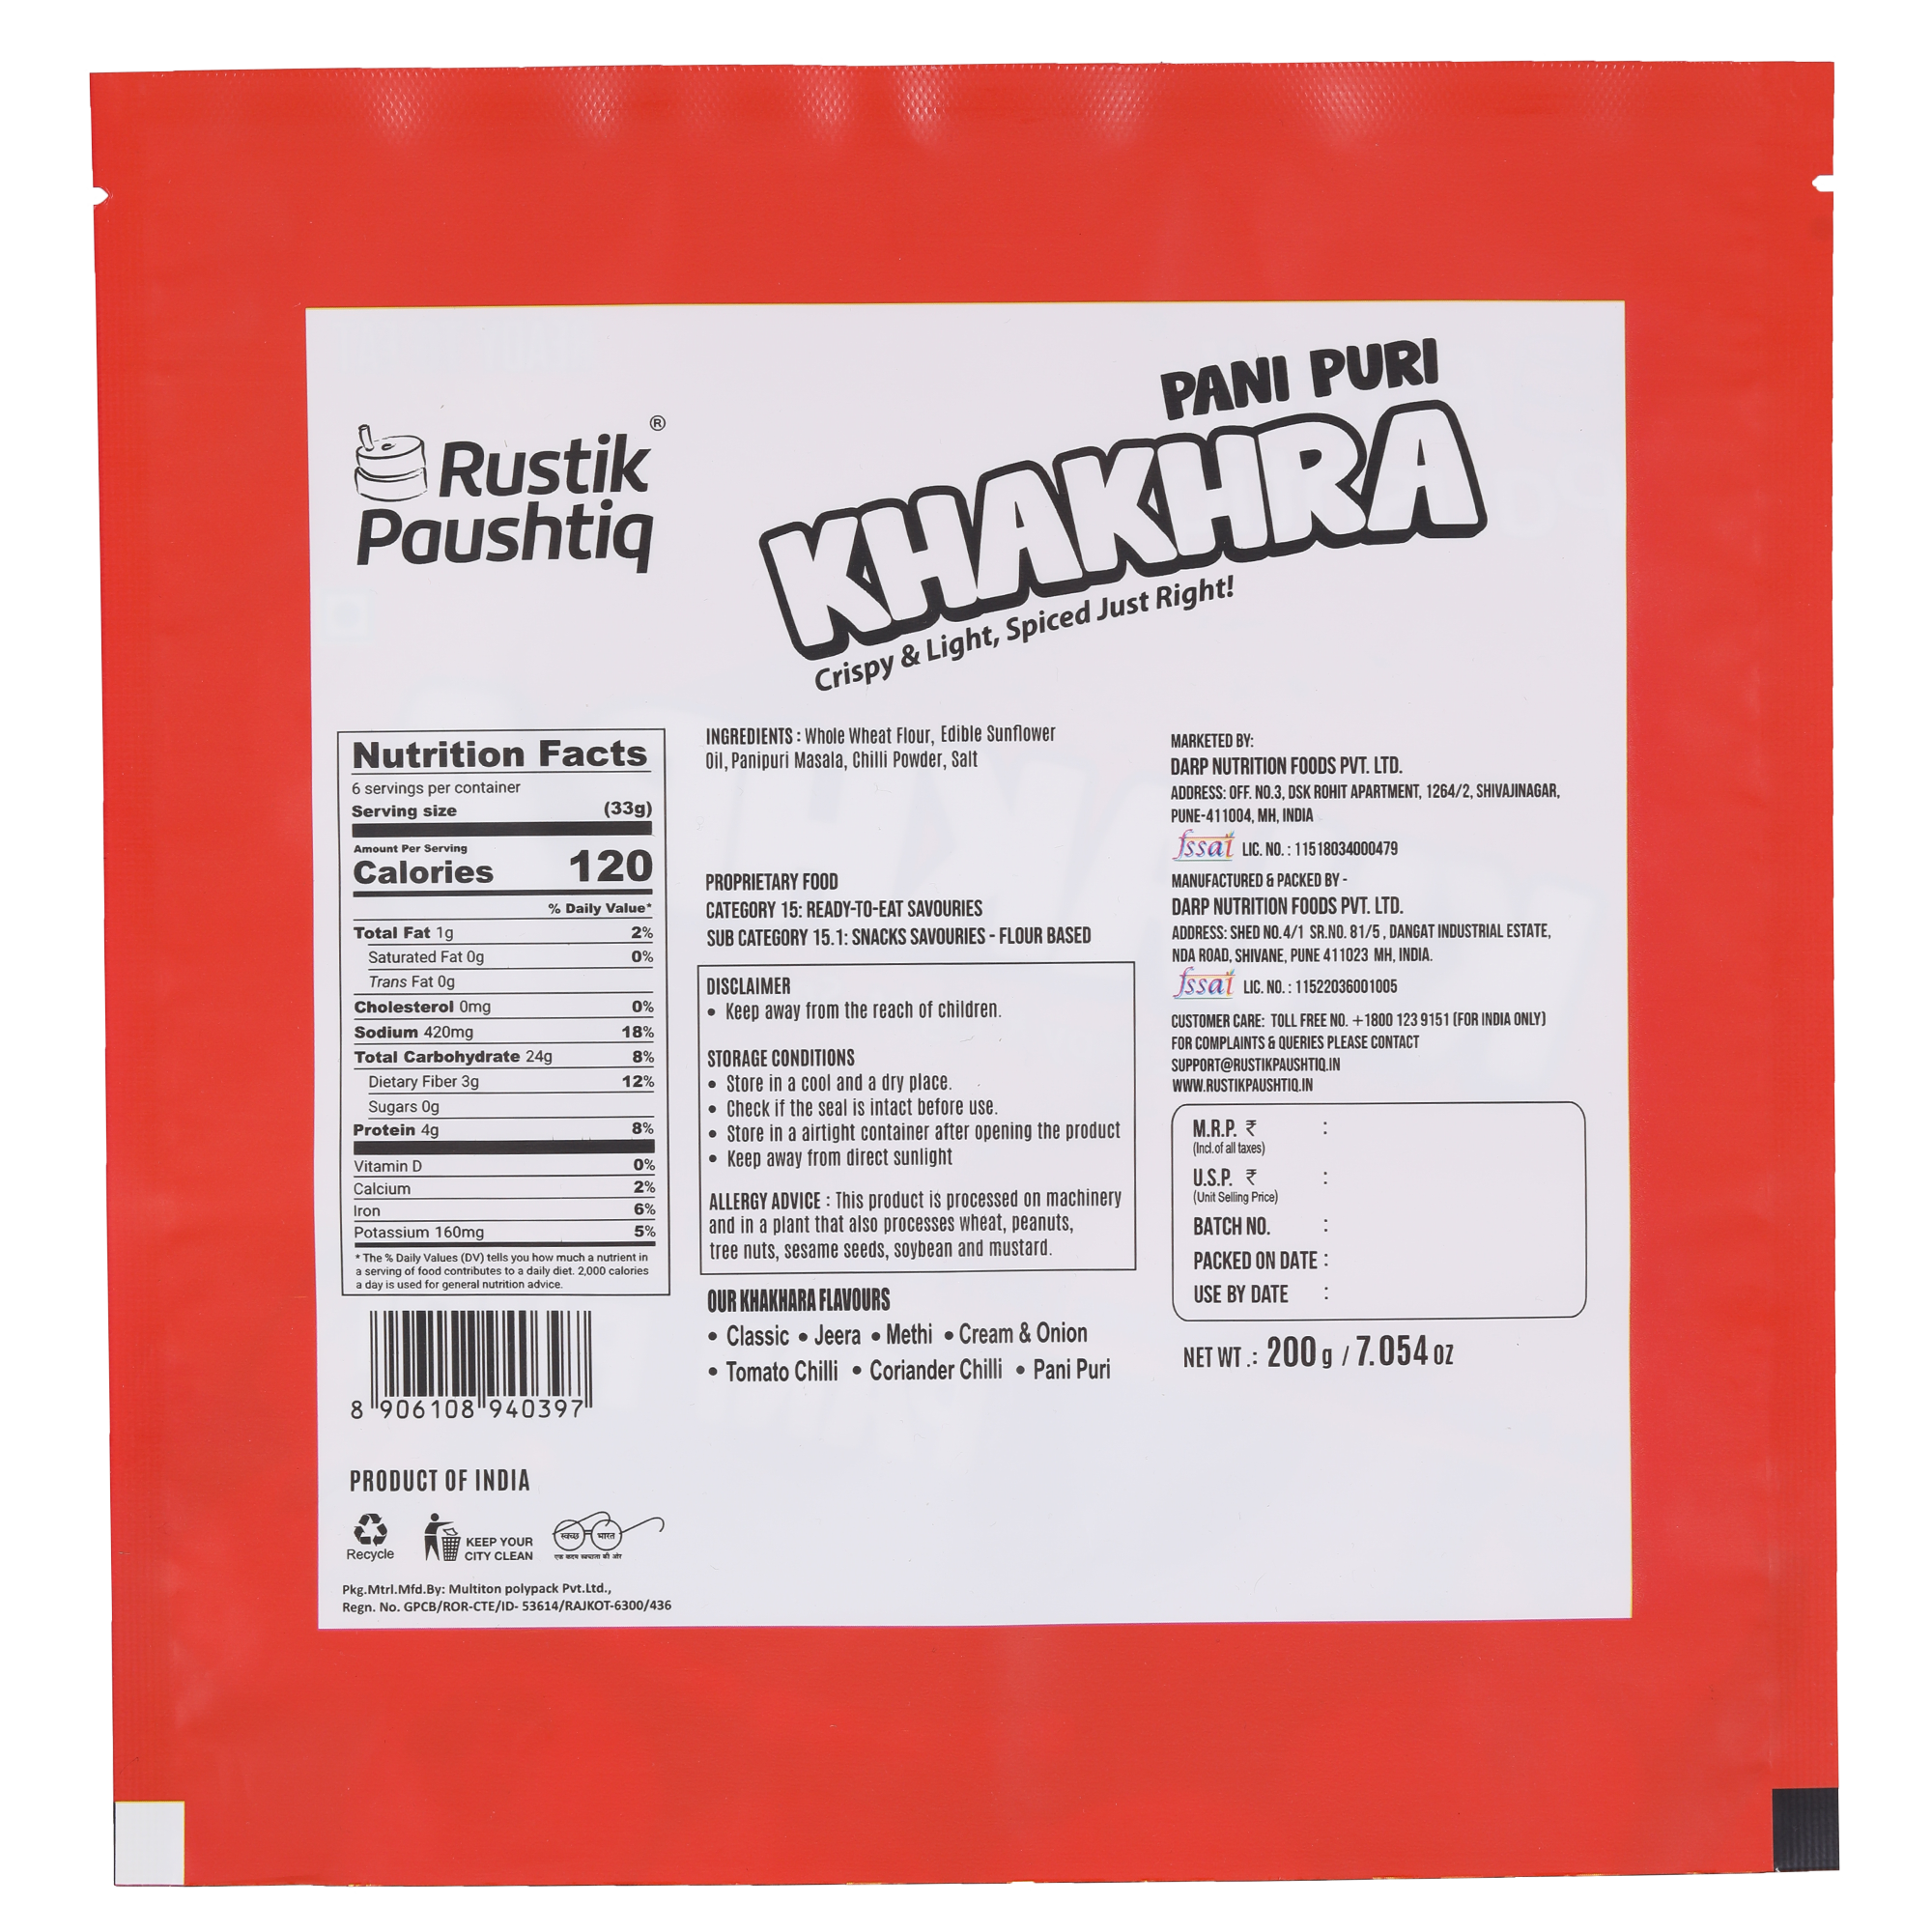 Rustik ®
Paushtiq
PANI PURI
KHAKHRA
Crispy & Light, Spiced Just Right!
Nutrition Facts
6 servings per container
Serving size (33g)
Amount Per Serving
Calories 120
% Daily Value*
Total Fat 1g 2%
Saturated Fat 0g 0%
Trans Fat 0g
Cholesterol 0mg 0%
Sodium 420mg 18%
Total Carbohydrate 24g 8%
Dietary Fiber 3g 12%
Sugars 0g
Protein 4g 8%
Vitamin D 0%
Calcium 2%
Iron 6%
Potassium 160mg 5%
* The % Daily Values (DV) tells you how much a nutrient in
a serving of food contributes to a daily diet. 2,000 calories
a day is used for general nutrition advice.
8 906108 940397
PRODUCT OF INDIA
Recycle
KEEP YOUR
CITY CLEAN
स्वच्छ भारत
एक कदम स्वच्छता की ओर
Pkg.Mtrl.Mfd.By: Multiton polypack Pvt.Ltd.,
Regn. No. GPCB/ROR-CTE/ID- 53614/RAJKOT-6300/436
INGREDIENTS : Whole Wheat Flour, Edible Sunflower
Oil, Panipuri Masala, Chilli Powder, Salt
PROPRIETARY FOOD
CATEGORY 15: READY-TO-EAT SAVOURIES
SUB CATEGORY 15.1: SNACKS SAVOURIES - FLOUR BASED
DISCLAIMER
• Keep away from the reach of children.
STORAGE CONDITIONS
• Store in a cool and a dry place.
• Check if the seal is intact before use.
• Store in a airtight container after opening the product
• Keep away from direct sunlight
ALLERGY ADVICE : This product is processed on machinery
and in a plant that also processes wheat, peanuts,
tree nuts, sesame seeds, soybean and mustard.
OUR KHAKHARA FLAVOURS
• Classic • Jeera • Methi • Cream & Onion
• Tomato Chilli • Coriander Chilli • Pani Puri
MARKETED BY:
DARP NUTRITION FOODS PVT. LTD.
ADDRESS: OFF. NO.3, DSK ROHIT APARTMENT, 1264/2, SHIVAJINAGAR,
PUNE-411004, MH, INDIA
fssai LIC. NO. : 11518034000479
MANUFACTURED & PACKED BY -
DARP NUTRITION FOODS PVT. LTD.
ADDRESS: SHED NO.4/1 SR.NO. 81/5 , DANGAT INDUSTRIAL ESTATE,
NDA ROAD, SHIVANE, PUNE 411023 MH, INDIA.
fssai LIC. NO. : 11522036001005
CUSTOMER CARE: TOLL FREE NO. +1800 123 9151 (FOR INDIA ONLY)
FOR COMPLAINTS & QUERIES PLEASE CONTACT
SUPPORT@RUSTIKPAUSHTIQ.IN
WWW.RUSTIKPAUSHTIQ.IN
M.R.P. ₹ :
(Incl.of all taxes)
U.S.P. ₹ :
(Unit Selling Price)
BATCH NO. :
PACKED ON DATE :
USE BY DATE :
NET WT .: 200 g / 7.054 OZ